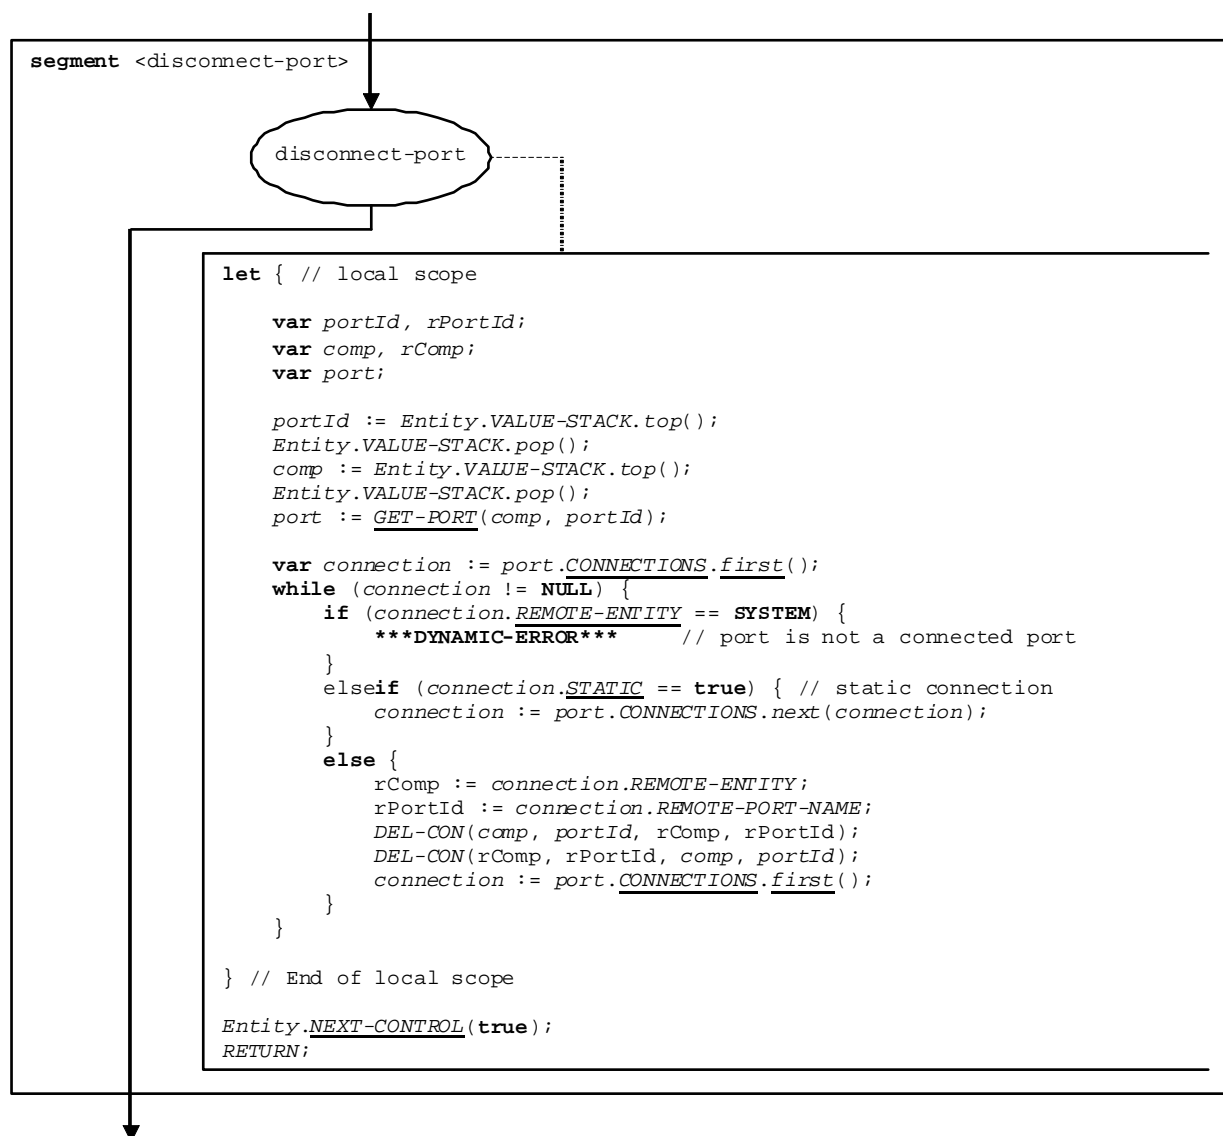 segment <disconnect-port>
disconnect-port
let { // local scope
var portId, rPortId;
var comp, rComp;
var port;
portId := Entity.VALUE-STACK.top();
Entity.VALUE-STACK.pop();
comp := Entity.VALUE-STACK.top();
Entity.VALUE-STACK.pop();
port := GET-PORT(comp, portId);
var connection := port.CONNECTIONS.first();
while (connection != NULL) {
if (connection.REMOTE-ENTITY == SYSTEM) {
***DYNAMIC-ERROR*** // port is not a connected port
}
elseif (connection.STATIC == true) { // static connection
connection := port.CONNECTIONS.next(connection);
}
else {
rComp := connection.REMOTE-ENTITY;
rPortId := connection.REMOTE-PORT-NAME;
DEL-CON(comp, portId, rComp, rPortId);
DEL-CON(rComp, rPortId, comp, portId);
connection := port.CONNECTIONS.first();
}
}
} // End of local scope
Entity.NEXT-CONTROL(true);
RETURN;